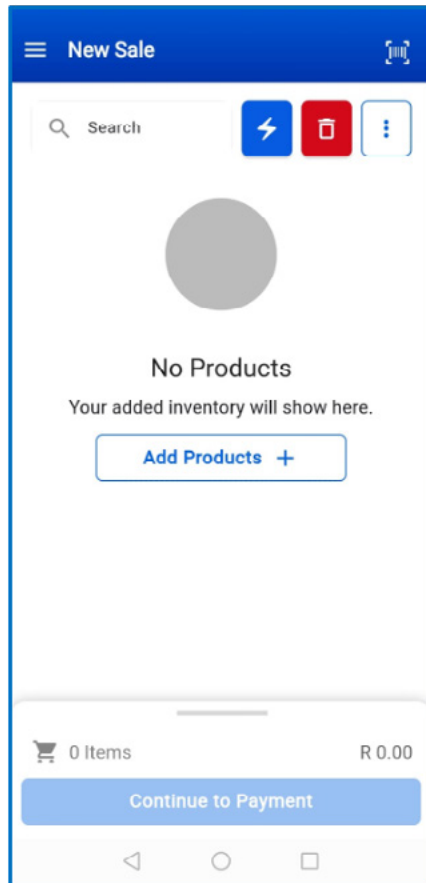 New Sale
Search
No Products
Your added inventory will show here.
Add Products +
0 Items
R 0.00
Continue to Payment